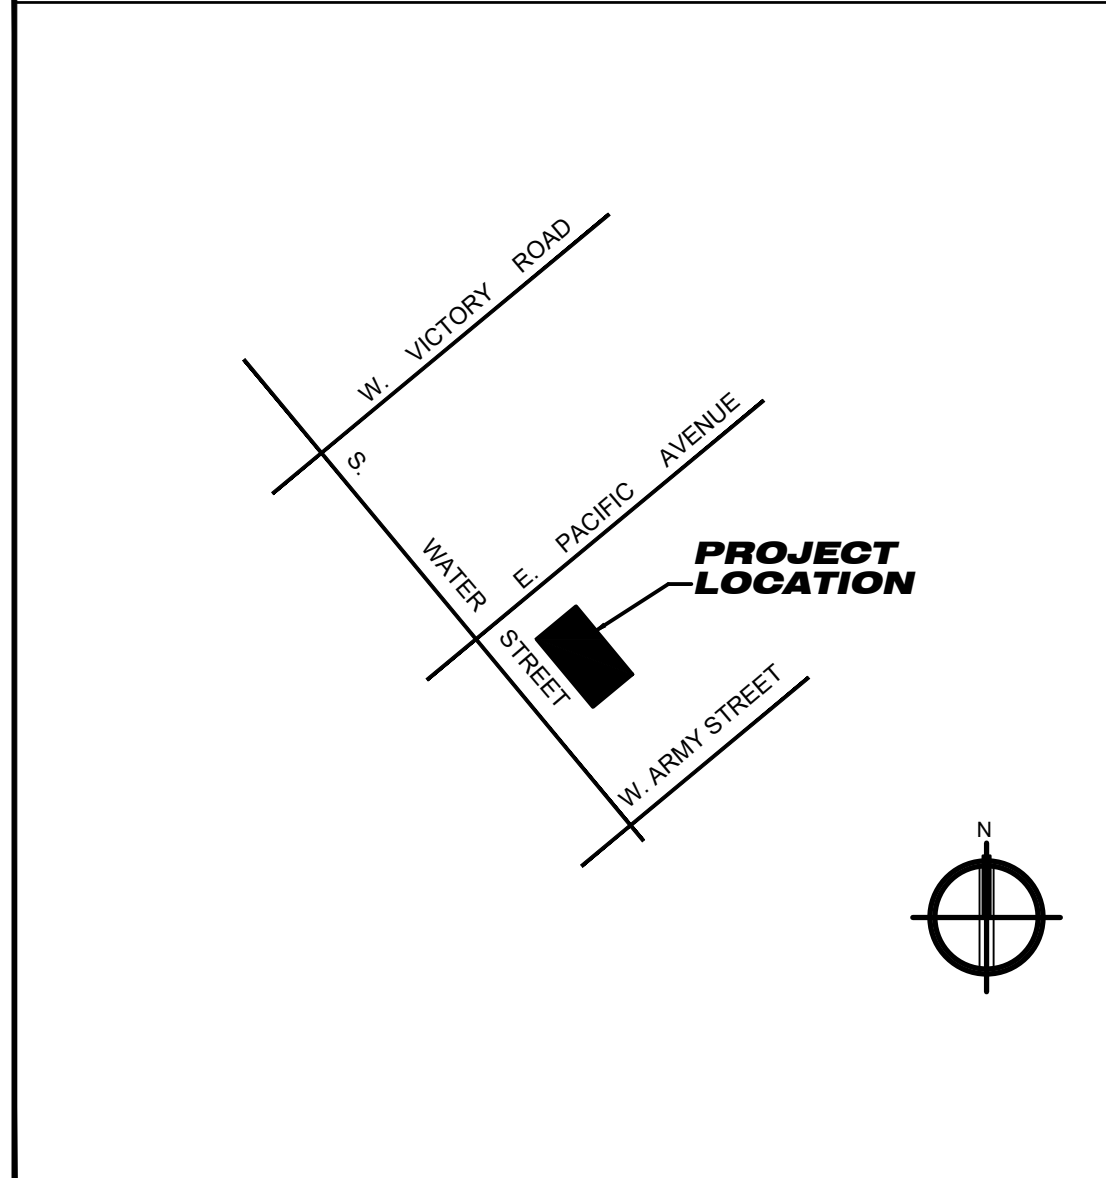 W. VICTORY ROAD
S. WATER STREET
E. PACIFIC AVENUE
PROJECT
LOCATION
W. ARMY STREET
N